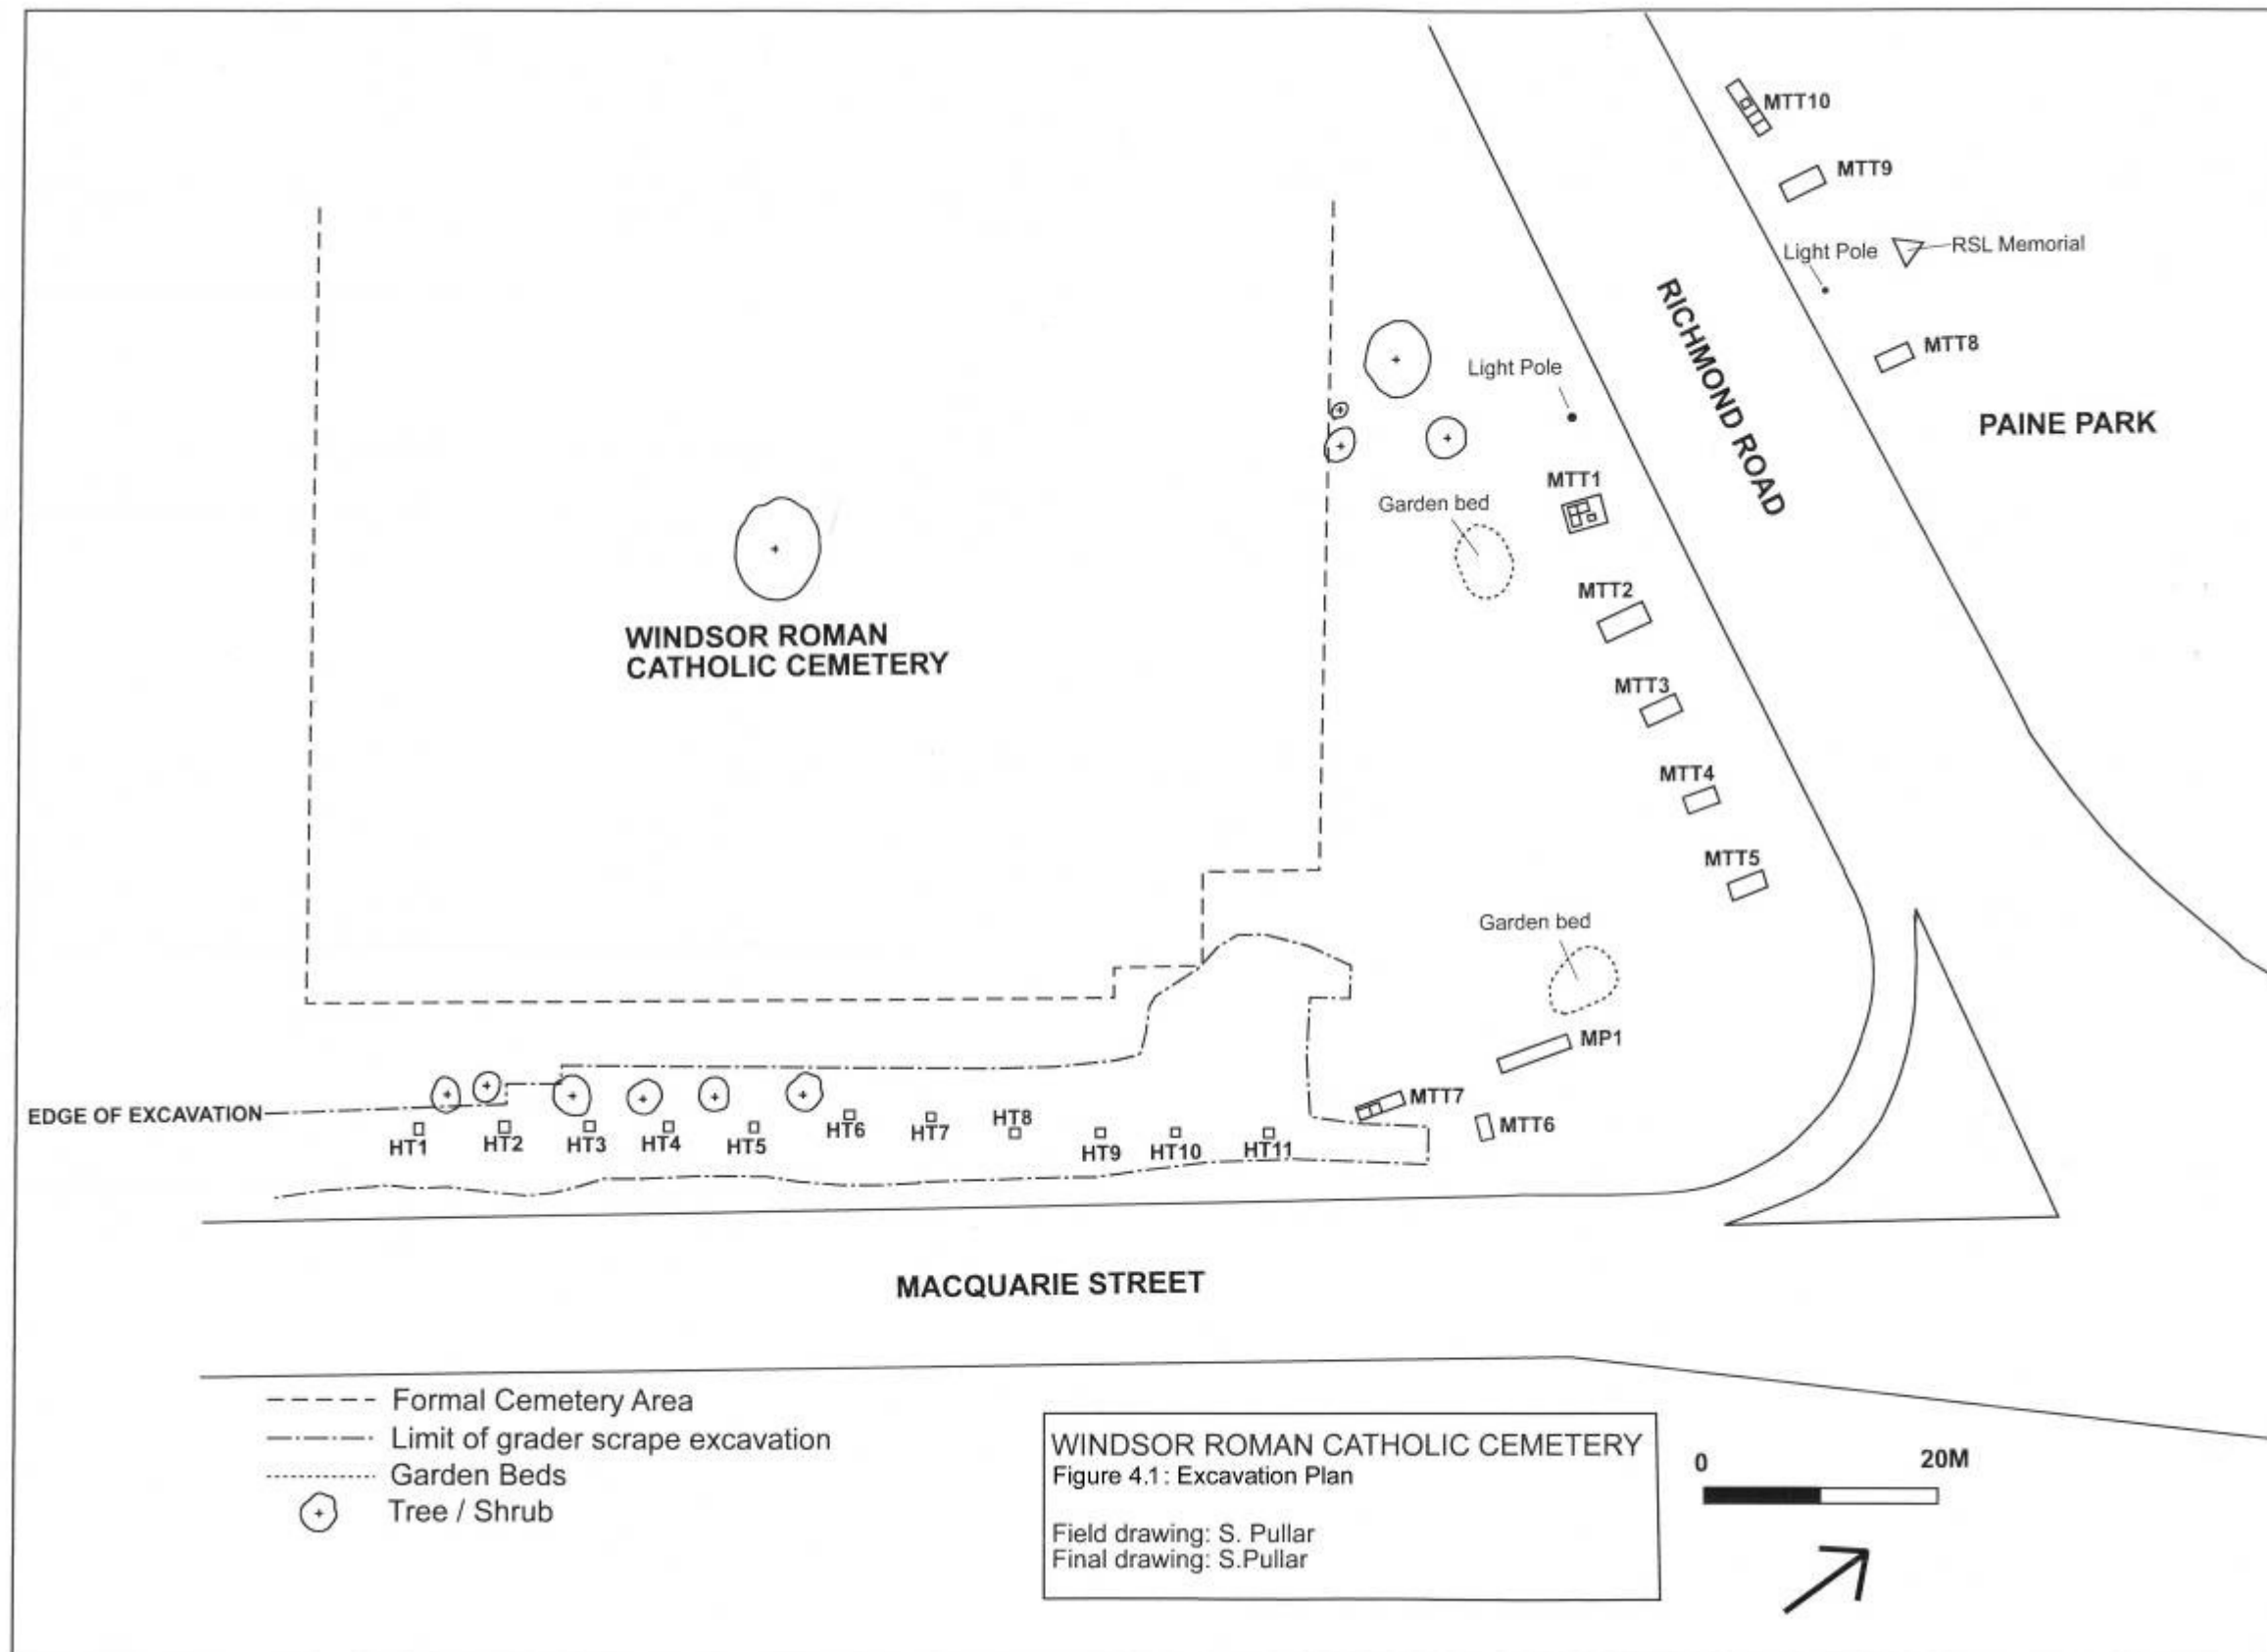 MTT10
MTT9
Light Pole
RSL Memorial
MTT8
RICHMOND ROAD
PAINE PARK
Light Pole
MTT1
Garden bed
MTT2
WINDSOR ROMAN
CATHOLIC CEMETERY
MTT3
MTT4
MTT5
Garden bed
MP1
MTT7
MTT6
EDGE OF EXCAVATION
HT1
HT2
HT3
HT4
HT5
HT6
HT7
HT8
HT9
HT10
HT11
MACQUARIE STREET
Formal Cemetery Area
Limit of grader scrape excavation
Garden Beds
Tree / Shrub
WINDSOR ROMAN CATHOLIC CEMETERY
Figure 4.1: Excavation Plan
Field drawing: S. Pullar
Final drawing: S.Pullar
0 20M